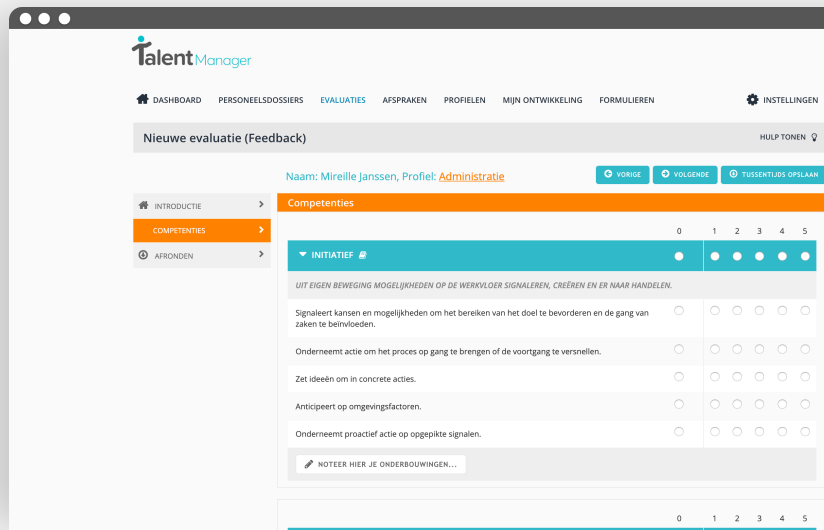 Talent Manager
DASHBOARD PERSONEELSDOSSIERS EVALUATIES AFSPRAKEN PROFIELEN MIJN ONTWIKKELING FORMULIEREN INSTELLINGEN
Nieuwe evaluatie (Feedback) HULP TONEN
Naam: Mireille Janssen, Profiel: Administratie VORIGE VOLGENDE TUSSENTIJDS OPSLAAN
INTRODUCTIE
COMPETENTIES
AFRONDEN
Competenties
0 1 2 3 4 5
INITIATIEF
UIT EIGEN BEWEGING MOGELIJKHEDEN OP DE WERKVLOER SIGNALEREN, CREËREN EN ER NAAR HANDELEN.
Signaleert kansen en mogelijkheden om het bereiken van het doel te bevorderen en de gang van
zaken te beïnvloeden.
Onderneemt actie om het proces op gang te brengen of de voortgang te versnellen.
Zet ideeën om in concrete acties.
Anticipeert op omgevingsfactoren.
Onderneemt proactief actie op opgepikte signalen.
NOTEER HIER JE ONDERBOUWINGEN...
0 1 2 3 4 5